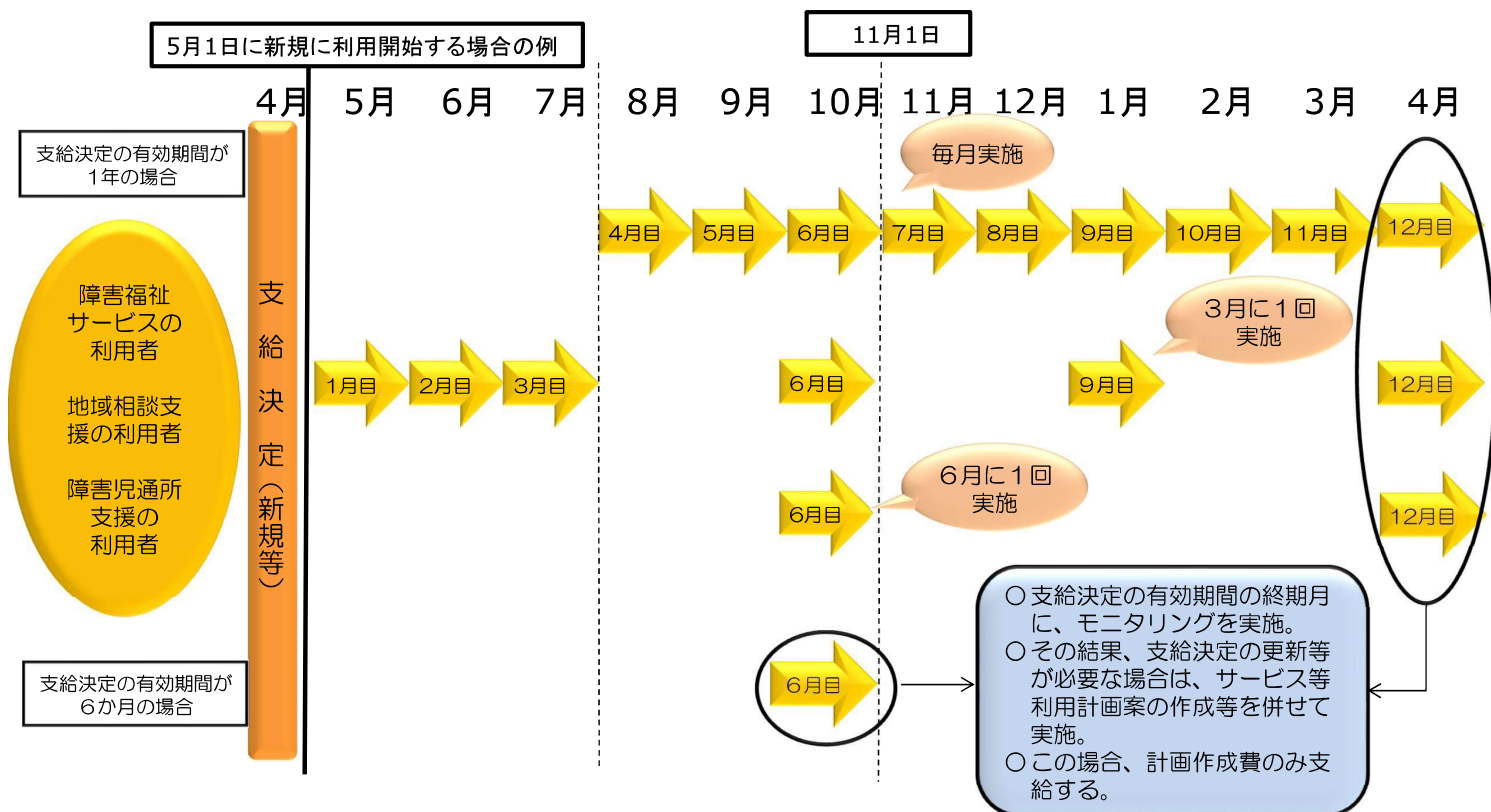 5月1日に新規に利用開始する場合の例
11月1日
4月 5月 6月 7月 8月 9月 10月 11月 12月 1月 2月 3月 4月
支給決定の有効期間が
1年の場合
毎月実施
4月目 5月目 6月目 7月目 8月目 9月目 10月目 11月目 12月目
障害福祉
サービスの
利用者
地域相談支
援の利用者
障害児通所
支援の
利用者
支給決定（新規等）
3月に1回
実施
1月目 2月目 3月目 6月目 9月目 12月目
6月に1回
実施
6月目 12月目
支給決定の有効期間が
6か月の場合
6月目
○ 支給決定の有効期間の終期月
に、モニタリングを実施。
○ その結果、支給決定の更新等
が必要な場合は、サービス等
利用計画案の作成等を併せて
実施。
○ この場合、計画作成費のみ支
給する。